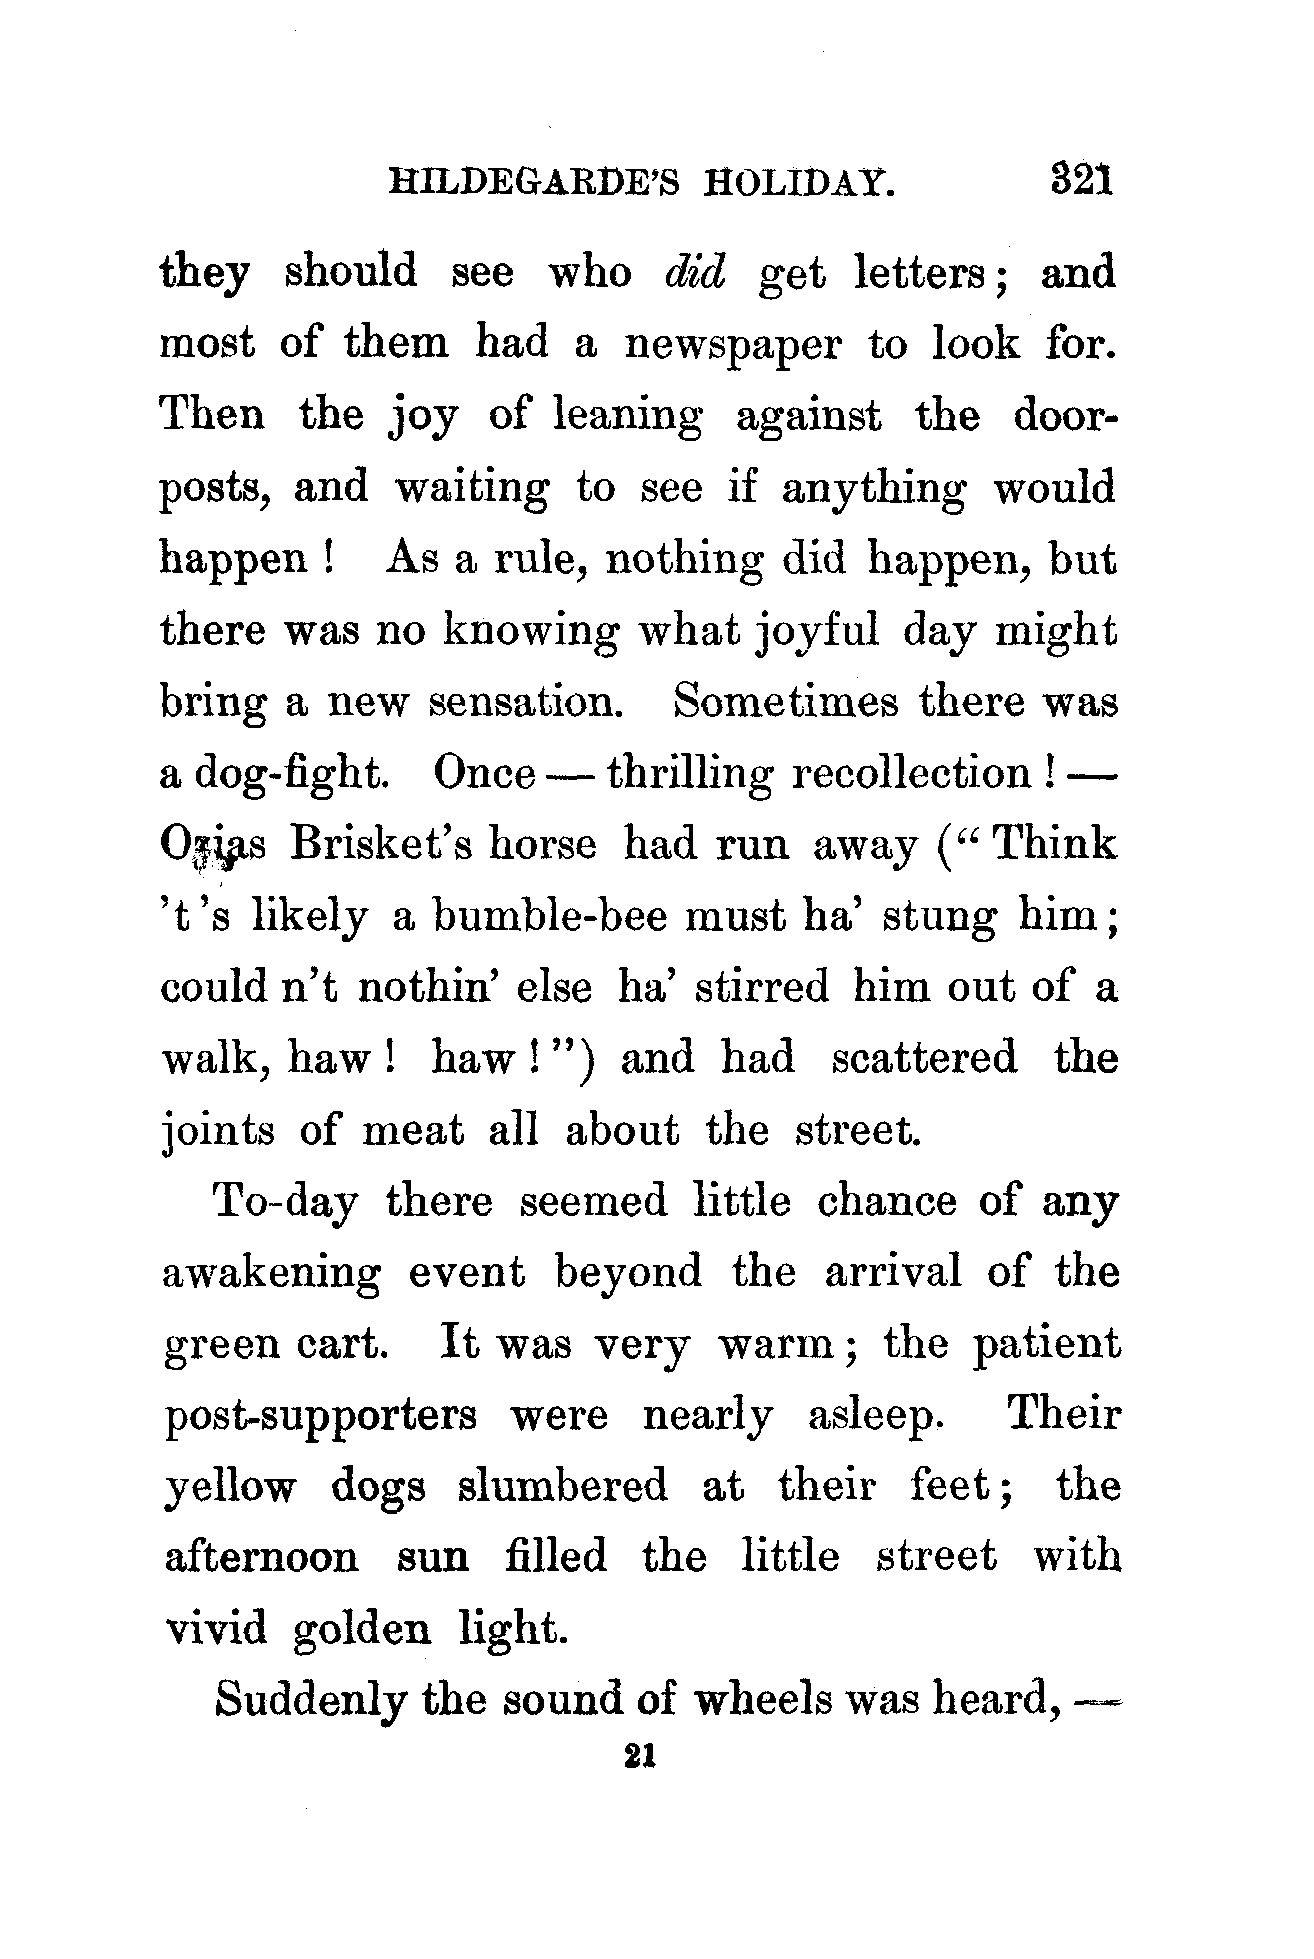 HILDEGARDE'S HOLIDAY. 321
they should see who did get letters; and
most of them had a newspaper to look for.
Then the joy of leaning against the door-
posts, and waiting to see if anything would
happen! As a rule, nothing did happen, but
there was no knowing what joyful day might
bring a new sensation. Sometimes there was
a dog-fight. Once — thrilling recollection! —
Ozias Brisket's horse had run away (“Think
't 's likely a bumble-bee must ha' stung him;
could n't nothin' else ha' stirred him out of a
walk, haw! haw!”) and had scattered the
joints of meat all about the street.
To-day there seemed little chance of any
awakening event beyond the arrival of the
green cart. It was very warm; the patient
post-supporters were nearly asleep. Their
yellow dogs slumbered at their feet; the
afternoon sun filled the little street with
vivid golden light.
Suddenly the sound of wheels was heard, —
21